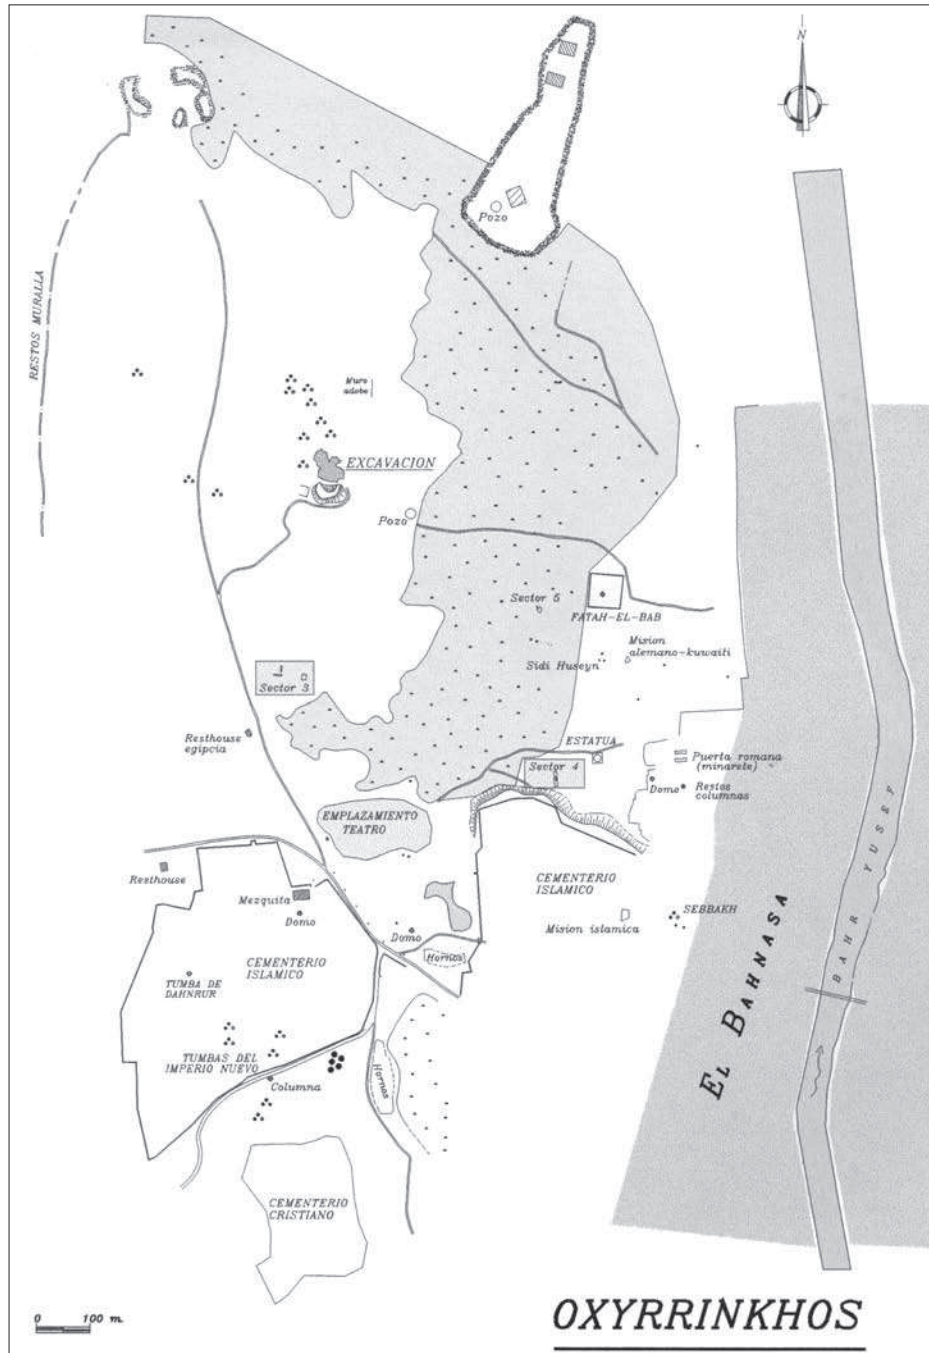 N
Pozo
RESTOS MURALLA
Muro
adobe
EXCAVACION
Pozo
Sector 5
FATAH-EL-BAB
Mixion
alemano-kuwaiti
Sidi Huseyn
Sector 3
Resthouse
egipcia
ESTATUA
Sector 4
Puerta romana
(minarete)
Domo
Restos
columnas
EMPLAZAMIENTO
TEATRO
Resthouse
Mezquita
Domo
CEMENTERIO
ISLAMICO
Domo
Mixion islamica
SEBBAKH
Hornos
CEMENTERIO
ISLAMICO
TUMBA DE
DAHNRUR
EL BAHNASA
BAHR YUSEF
TUMBAS DEL
IMPERIO NUEVO
Columna
Hornos
CEMENTERIO
CRISTIANO
0 100 m.
OXYRRINKHOS